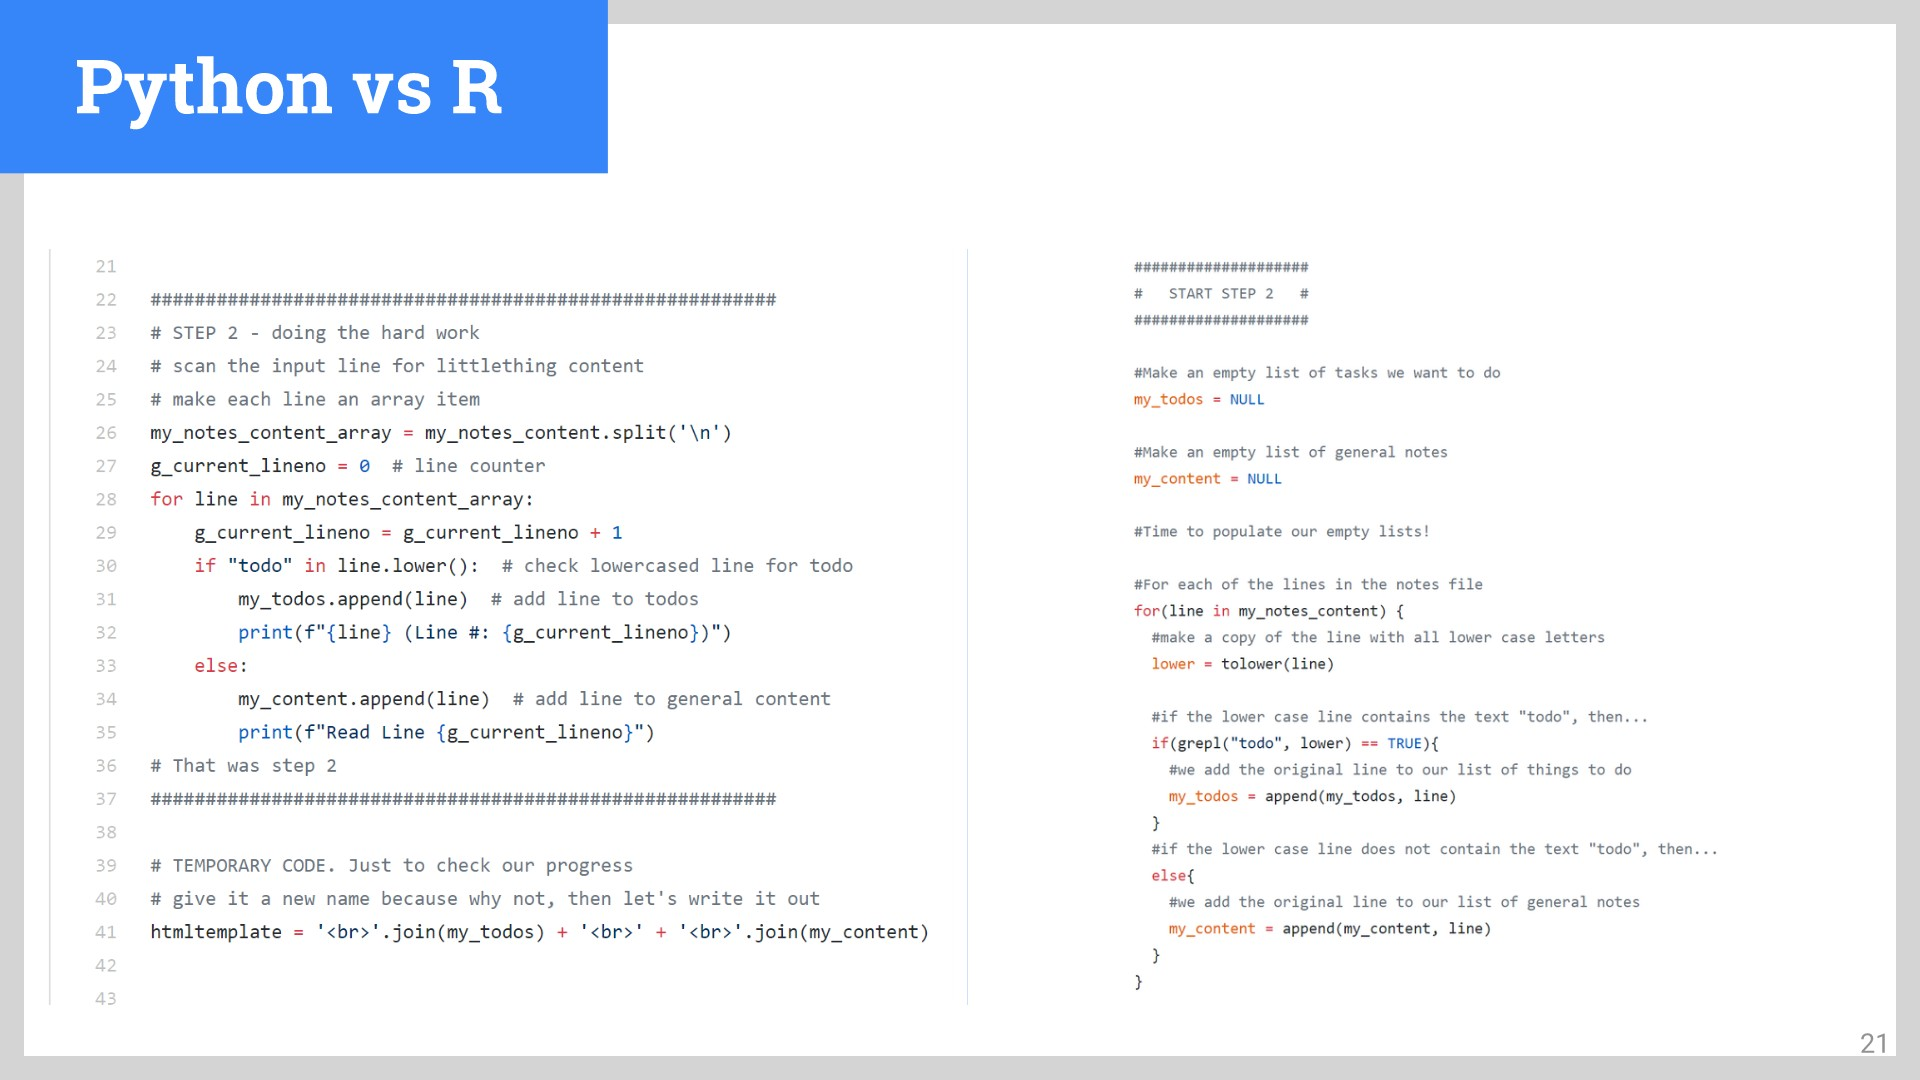 Python vs R
21
22 #########################################################
23 # STEP 2 - doing the hard work
24 # scan the input line for littlething content
25 # make each line an array item
26 my_notes_content_array = my_notes_content.split('\n')
27 g_current_lineno = 0  # line counter
28 for line in my_notes_content_array:
29     g_current_lineno = g_current_lineno + 1
30     if "todo" in line.lower():  # check lowercased line for todo
31         my_todos.append(line)  # add line to todos
32         print(f"{line} (Line #: {g_current_lineno})")
33     else:
34         my_content.append(line)  # add line to general content
35         print(f"Read Line {g_current_lineno}")
36 # That was step 2
37 #########################################################
38
39 # TEMPORARY CODE. Just to check our progress
40 # give it a new name because why not, then let's write it out
41 htmltemplate = '<br>'.join(my_todos) + '<br>' + '<br>'.join(my_content)
42
43
####################
#   START STEP 2   #
####################
#Make an empty list of tasks we want to do
my_todos = NULL
#Make an empty list of general notes
my_content = NULL
#Time to populate our empty lists!
#For each of the lines in the notes file
for(line in my_notes_content) {
  #make a copy of the line with all lower case letters
  lower = tolower(line)
  #if the lower case line contains the text "todo", then...
  if(grepl("todo", lower) == TRUE){
    #we add the original line to our list of things to do
    my_todos = append(my_todos, line)
  }
  #if the lower case line does not contain the text "todo", then...
  else{
    #we add the original line to our list of general notes
    my_content = append(my_content, line)
  }
}
21